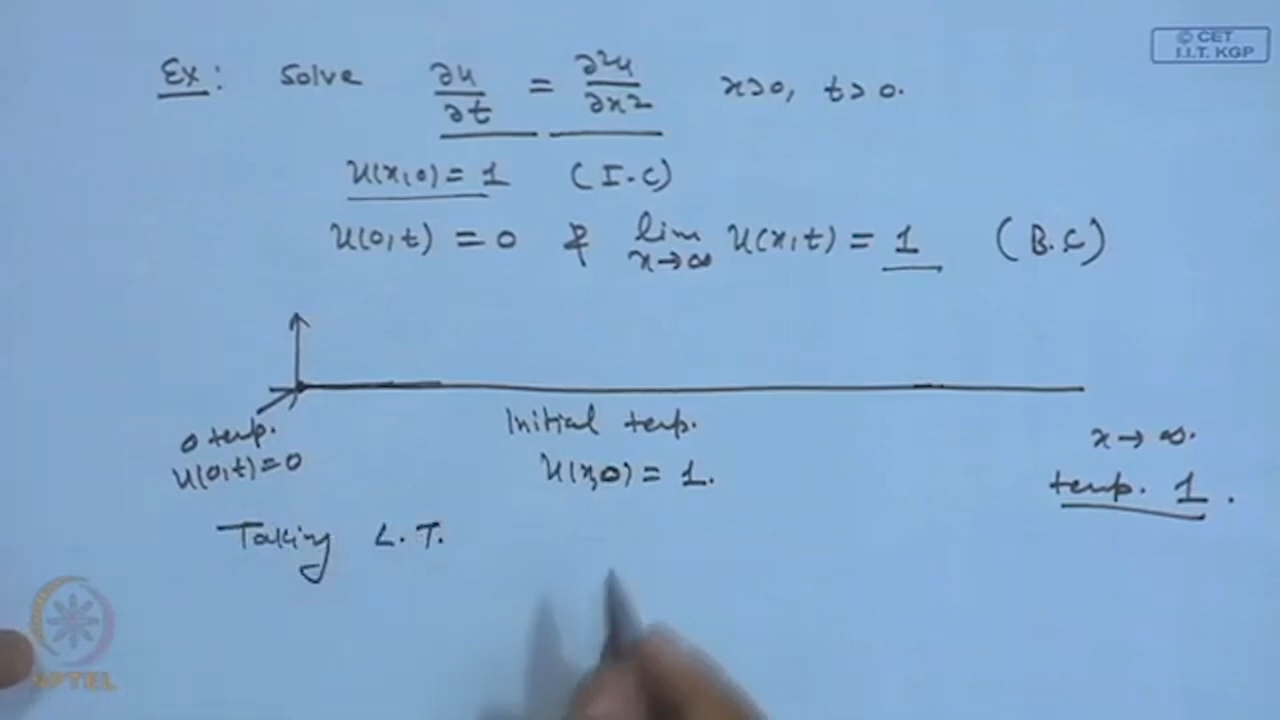 © CET
I.I.T. KGP
Ex: Solve ∂u/∂t = ∂²u/∂x² x>0, t>0.
u(x,0) = 1 (I.C)
u(0,t) = 0 & lim x→∞ u(x,t) = 1 (B.C)
0 temp.
u(0,t)=0
Initial temp.
u(x,0) = 1.
x→∞.
temp. 1.
Taking L.T.
NPTEL